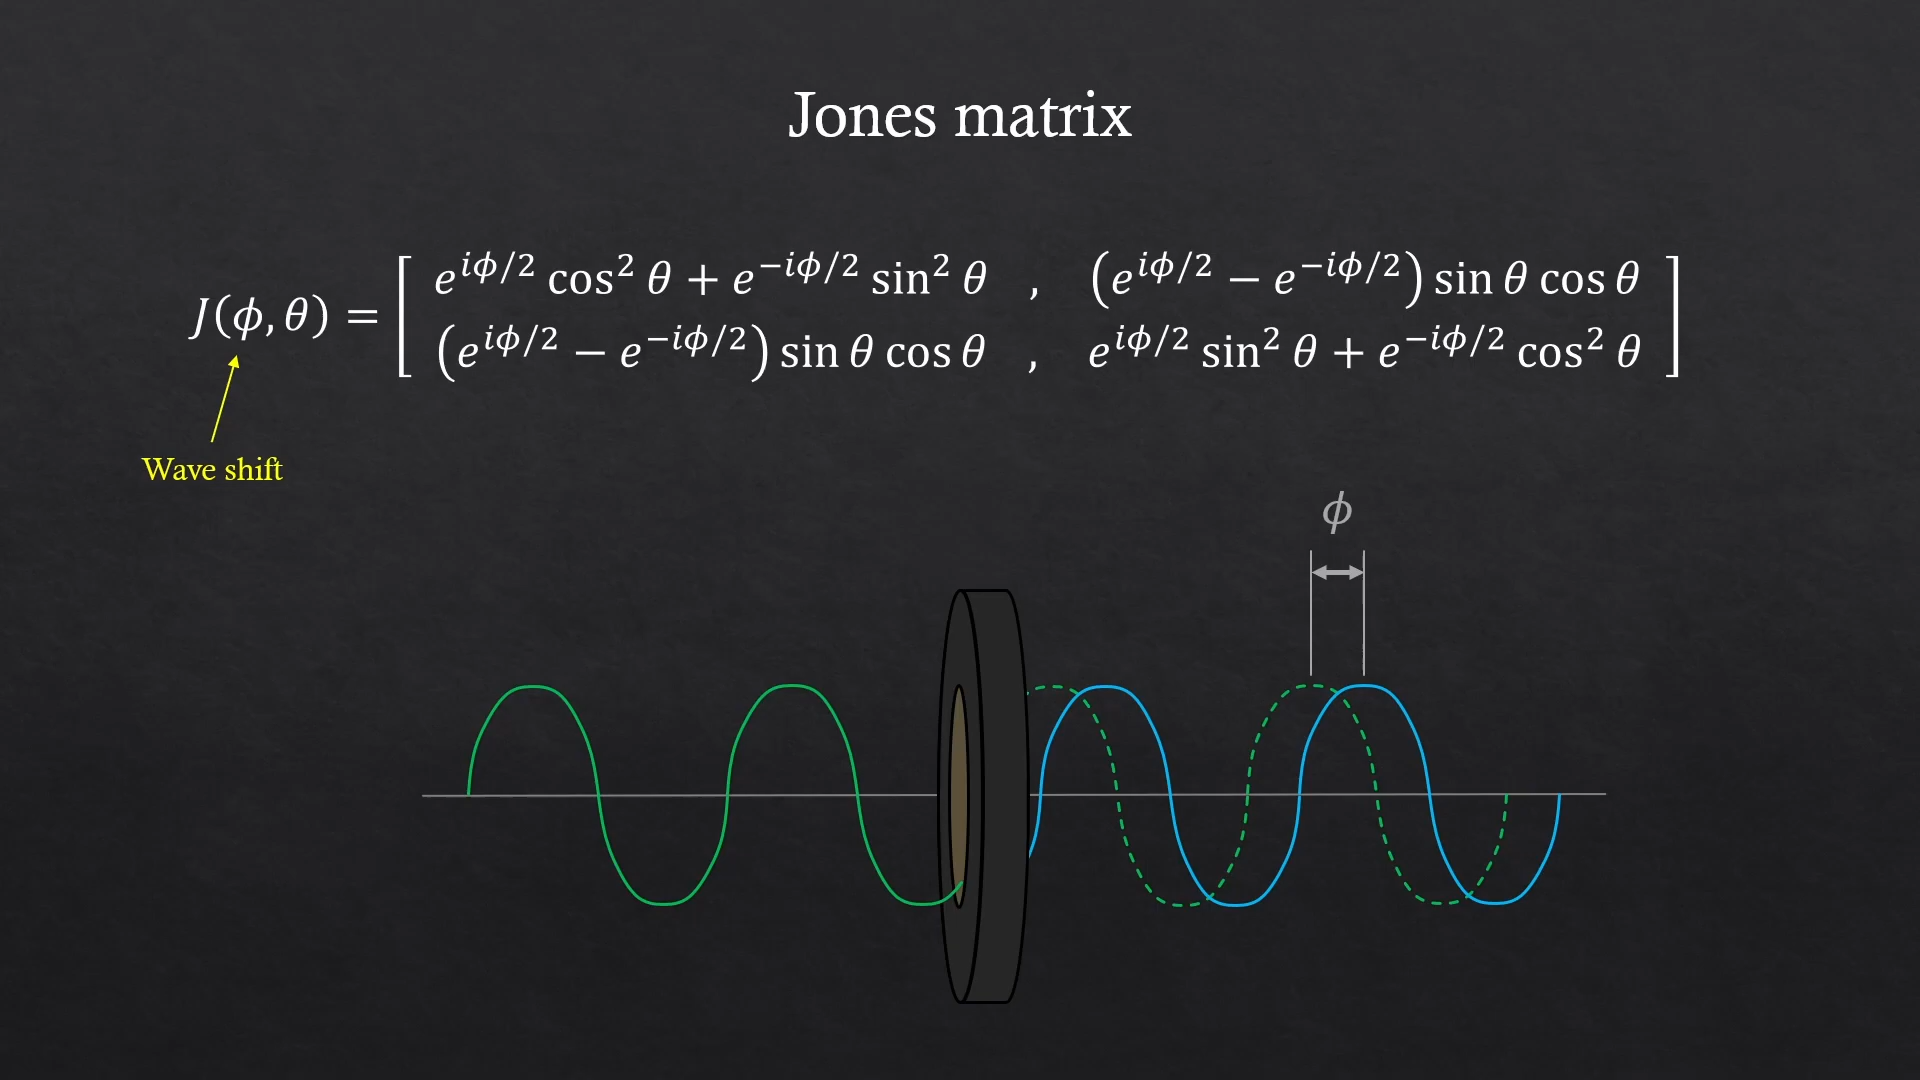 Jones matrix
J(ϕ, θ) = [ e^{iϕ/2} cos² θ + e^{−iϕ/2} sin² θ , (e^{iϕ/2} − e^{−iϕ/2}) sin θ cos θ
(e^{iϕ/2} − e^{−iϕ/2}) sin θ cos θ , e^{iϕ/2} sin² θ + e^{−iϕ/2} cos² θ ]
Wave shift
ϕ